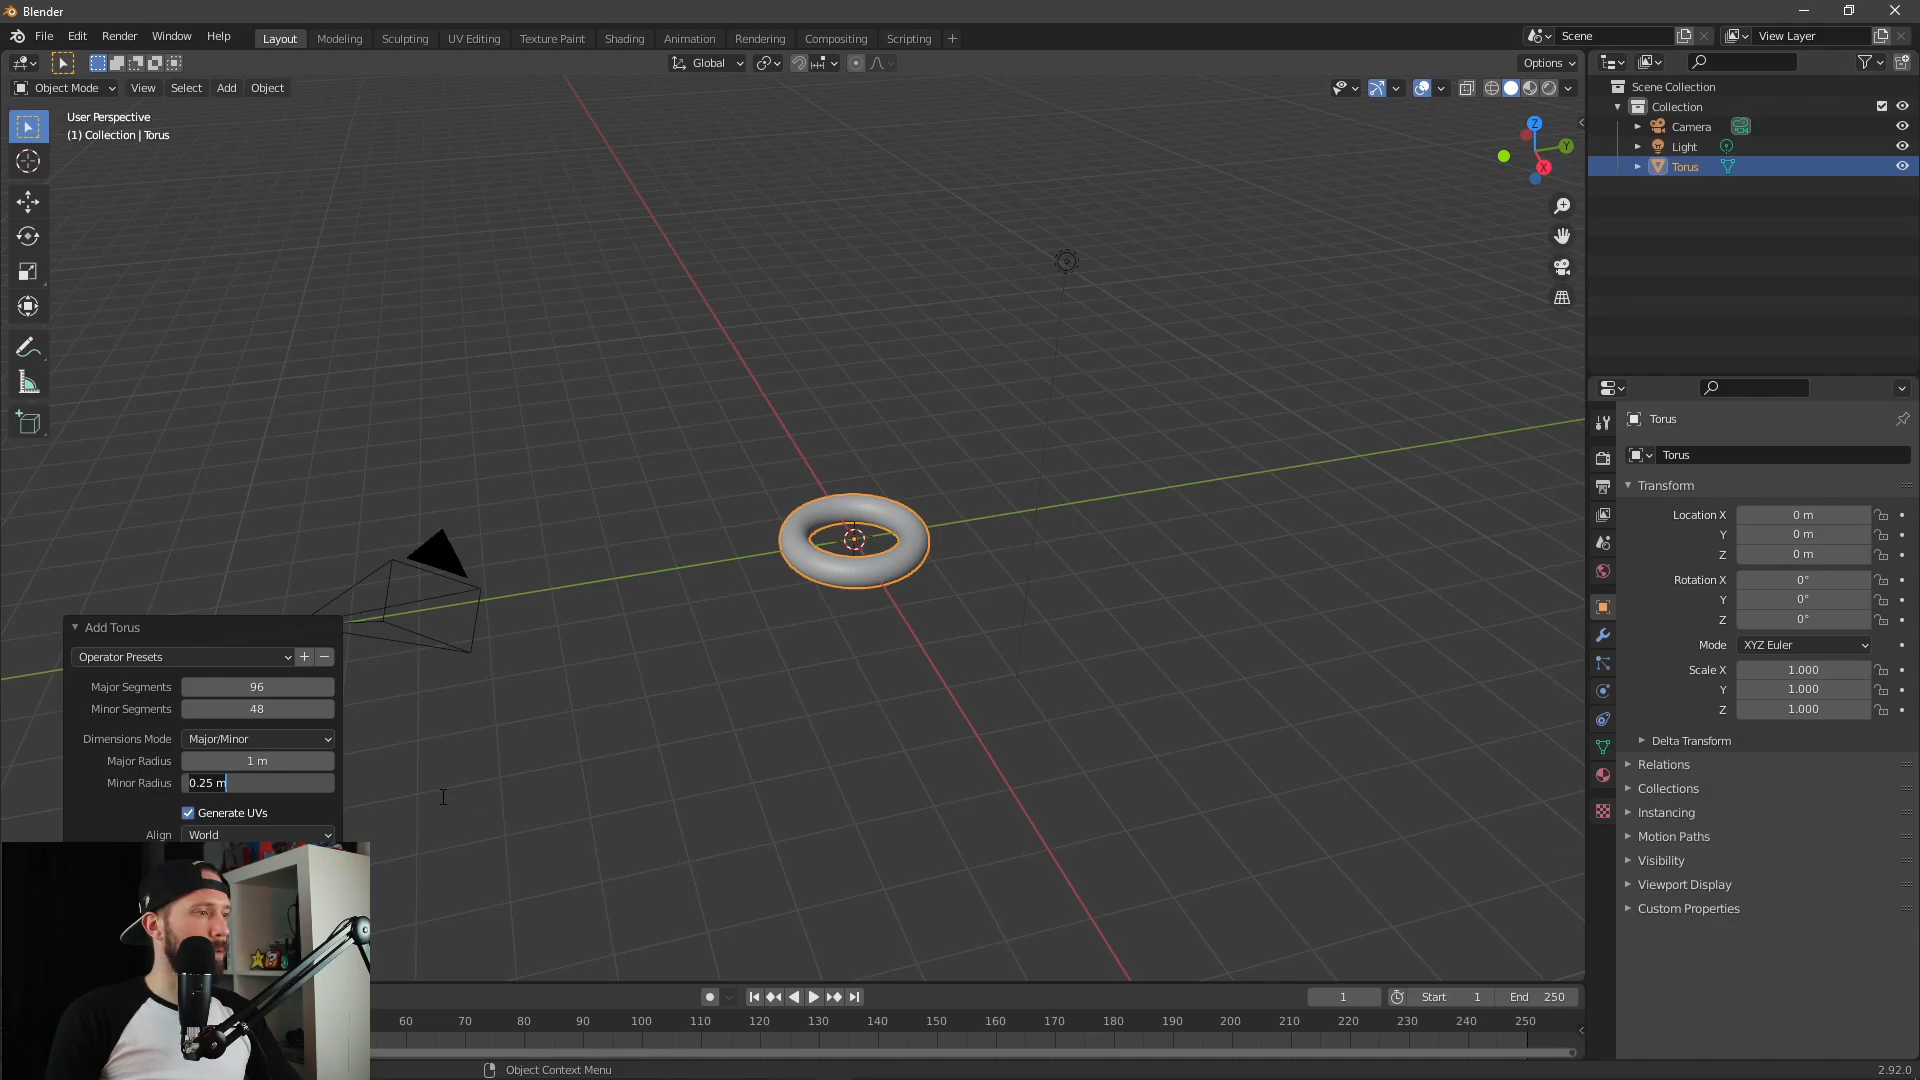 Blender
File Edit Render Window Help
Layout Modeling Sculpting UV Editing Texture Paint Shading Animation Rendering Compositing Scripting +
Scene
View Layer
Global
Options
Object Mode View Select Add Object
User Perspective
(1) Collection | Torus
Z
Y
X
Scene Collection
Collection
Camera
Light
Torus
Torus
Torus
Transform
Location X 0 m
Y 0 m
Z 0 m
Rotation X 0°
Y 0°
Z 0°
Mode XYZ Euler
Scale X 1.000
Y 1.000
Z 1.000
Delta Transform
Relations
Collections
Instancing
Motion Paths
Visibility
Viewport Display
Custom Properties
Add Torus
Operator Presets + −
Major Segments 96
Minor Segments 48
Dimensions Mode Major/Minor
Major Radius 1 m
Minor Radius 0.25 m
Generate UVs
Align World
1 Start 1 End 250
60 70 80 90 100 110 120 130 140 150 160 170 180 190 200 210 220 230 240 250
Object Context Menu
2.92.0